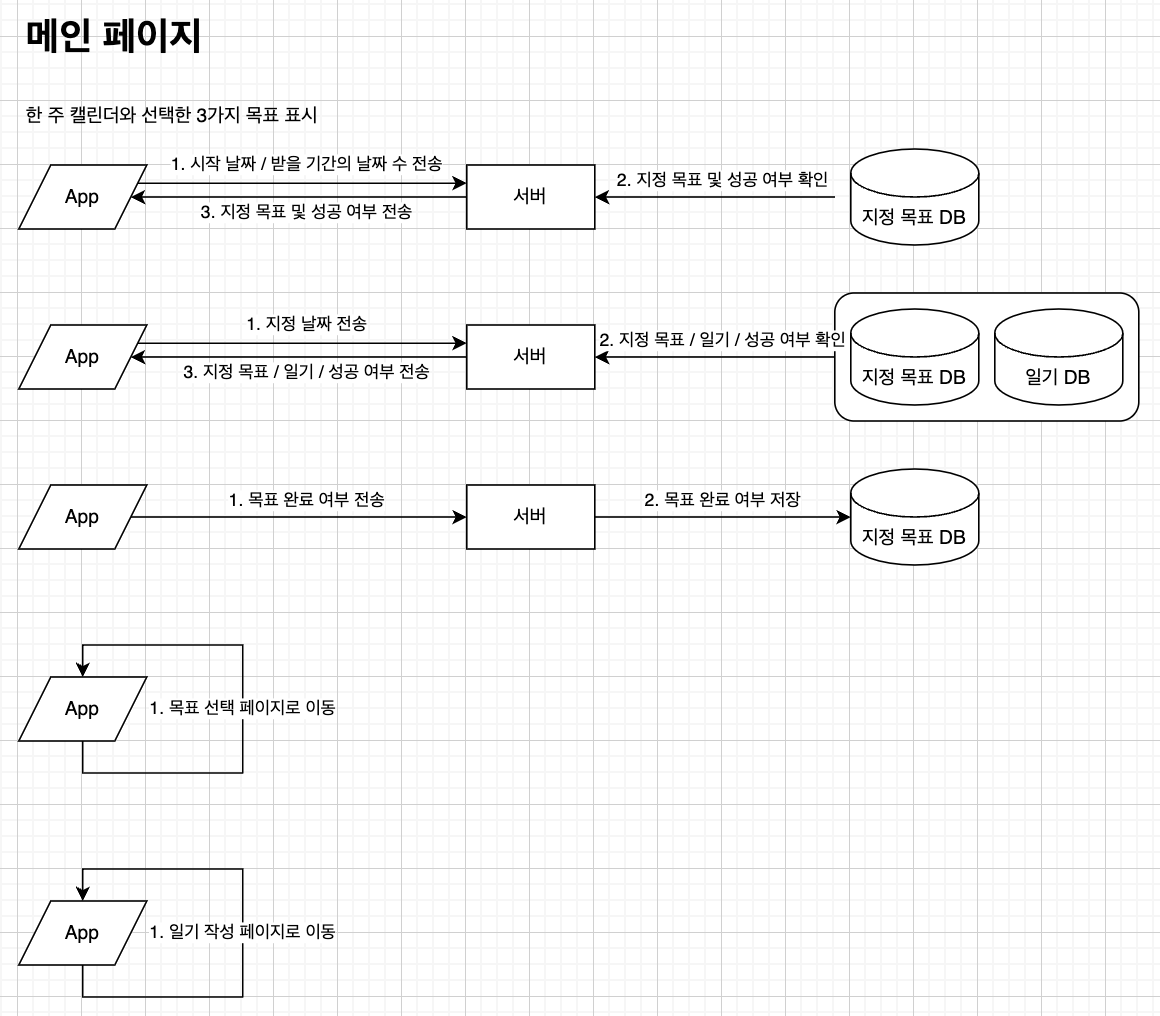 메인 페이지
한 주 캘린더와 선택한 3가지 목표 표시
1. 시작 날짜 / 받을 기간의 날짜 수 전송
App
서버
2. 지정 목표 및 성공 여부 확인
3. 지정 목표 및 성공 여부 전송
지정 목표 DB
1. 지정 날짜 전송
App
서버
2. 지정 목표 / 일기 / 성공 여부 확인
3. 지정 목표 / 일기 / 성공 여부 전송
지정 목표 DB
일기 DB
1. 목표 완료 여부 전송
App
서버
2. 목표 완료 여부 저장
지정 목표 DB
App
1. 목표 선택 페이지로 이동
App
1. 일기 작성 페이지로 이동